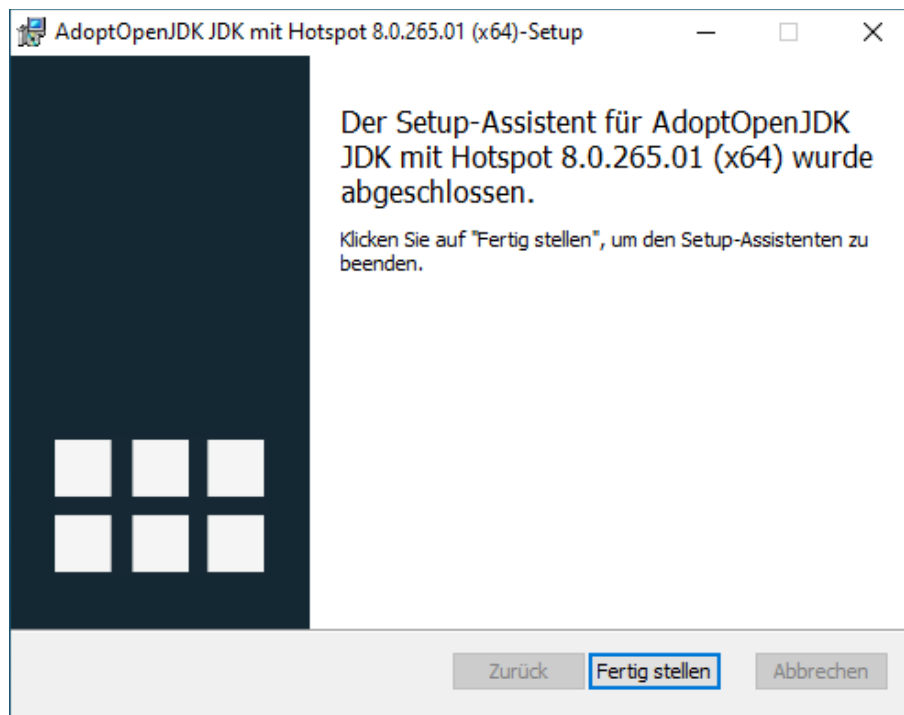 AdoptOpenJDK JDK mit Hotspot 8.0.265.01 (x64)-Setup
Der Setup-Assistent für AdoptOpenJDK
JDK mit Hotspot 8.0.265.01 (x64) wurde
abgeschlossen.
Klicken Sie auf "Fertig stellen", um den Setup-Assistenten zu
beenden.
Zurück
Fertig stellen
Abbrechen